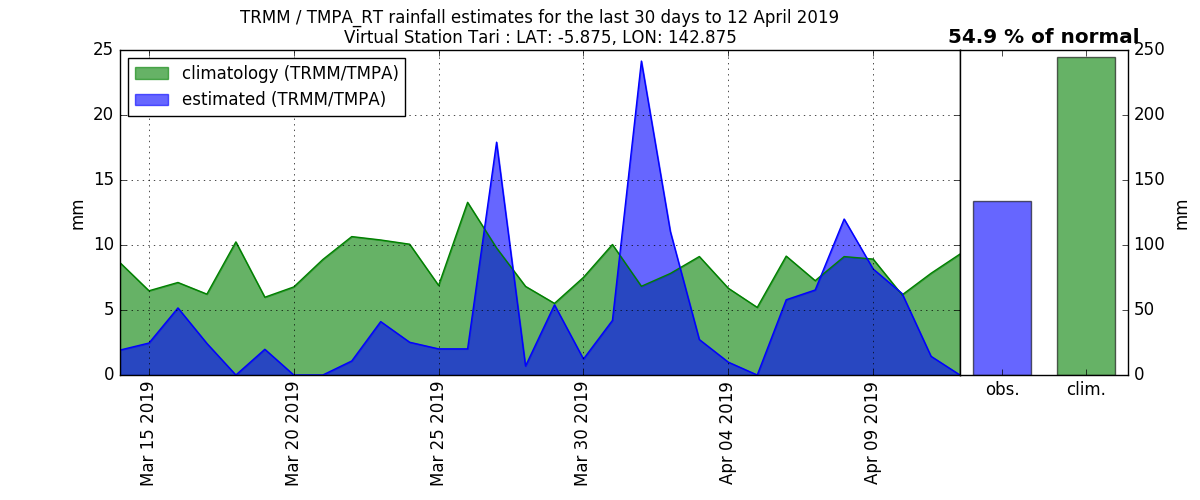 TRMM / TMPA_RT rainfall estimates for the last 30 days to 12 April 2019
Virtual Station Tari : LAT: -5.875, LON: 142.875
54.9 % of normal
climatology (TRMM/TMPA)
estimated (TRMM/TMPA)
25
20
15
10
5
0
mm
Mar 15 2019
Mar 20 2019
Mar 25 2019
Mar 30 2019
Apr 04 2019
Apr 09 2019
250
200
150
100
50
0
mm
obs.
clim.